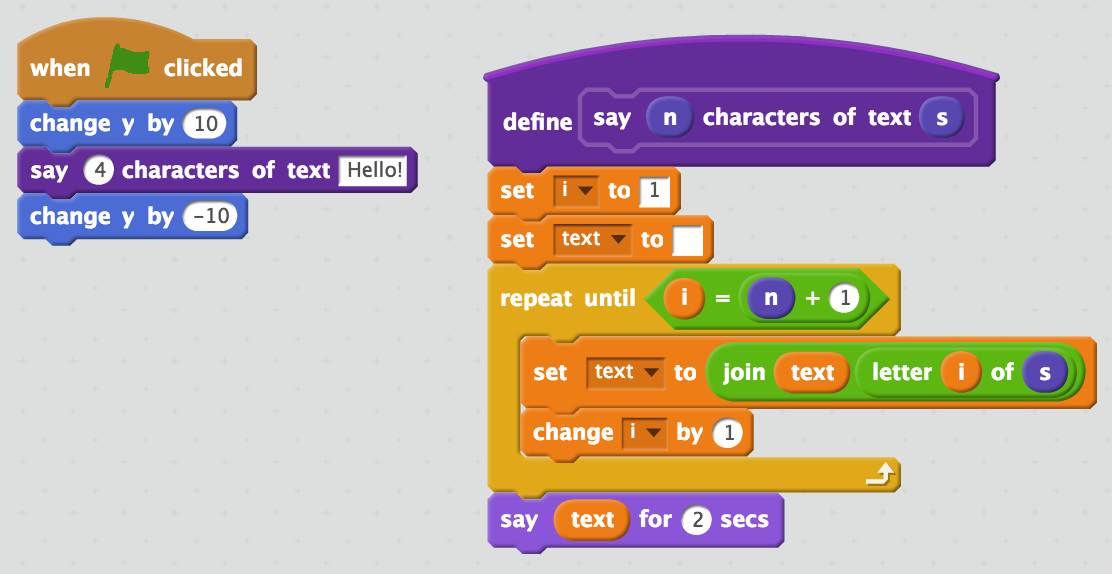 when clicked
change y by 10
say 4 characters of text Hello!
change y by -10
define say n characters of text s
set i to 1
set text to
repeat until i = n + 1
set text to join text letter i of s
change i by 1
say text for 2 secs